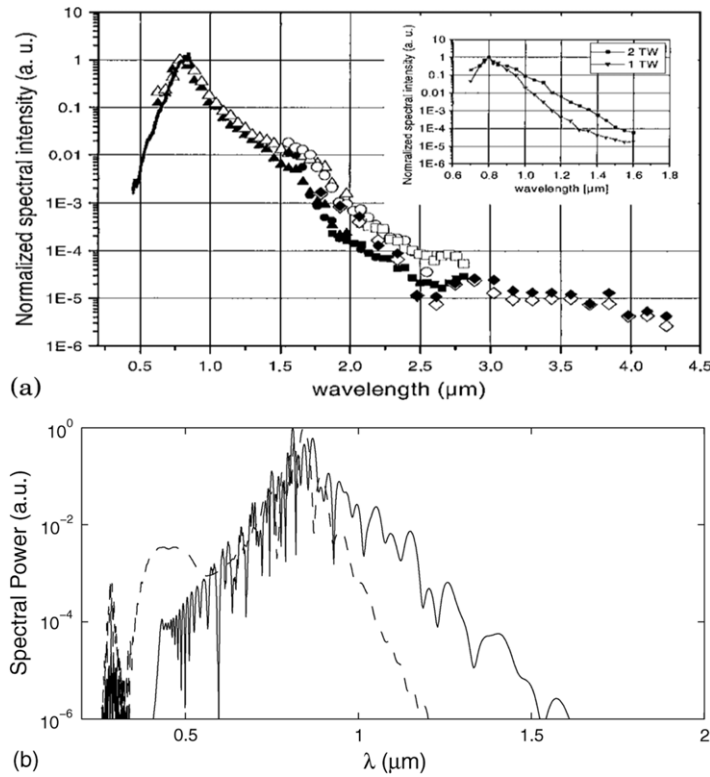 Normalized spectral intensity (a. u.)
10
1
0.1
0.01
1E-3
1E-4
1E-5
1E-6
0.5
1.0
1.5
2.0
2.5
3.0
3.5
4.0
4.5
wavelength (μm)
(a)
Normalized spectral intensity (a. u.)
10
1
0.1
0.01
1E-3
1E-4
1E-5
1E-6
2 TW
1 TW
0.6
0.8
1.0
1.2
1.4
1.6
1.8
wavelength [μm]
Spectral Power (a.u.)
10^0
10^-2
10^-4
10^-6
0.5
1
1.5
2
λ (μm)
(b)